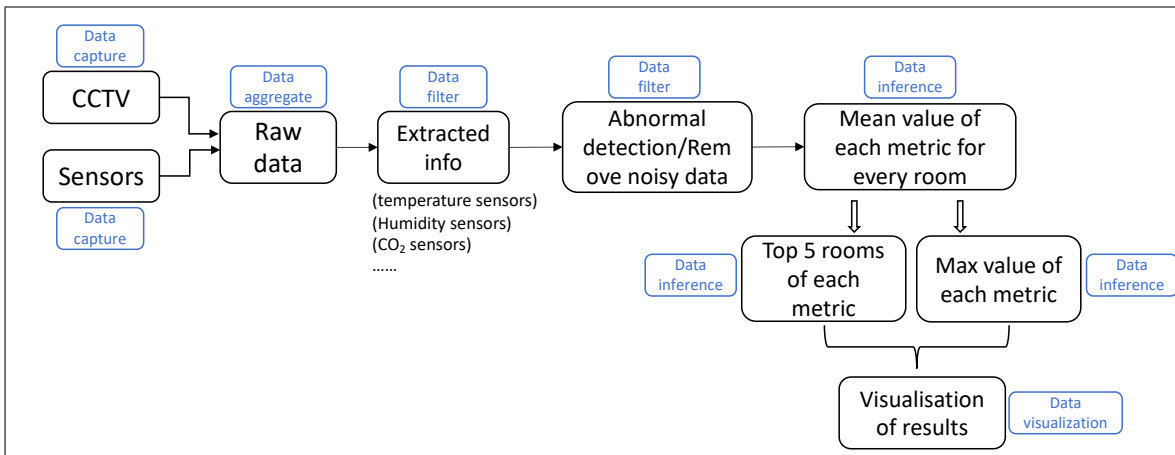 Data
capture
CCTV
Sensors
Data
capture
Data
aggregate
Raw
data
Data
filter
Extracted
info
(temperature sensors)
(Humidity sensors)
(CO₂ sensors)
......
Data
filter
Abnormal
detection/Rem
ove noisy data
Data
inference
Mean value of
each metric for
every room
Data
inference
Top 5 rooms
of each
metric
Max value of
each metric
Data
inference
Visualisation
of results
Data
visualization